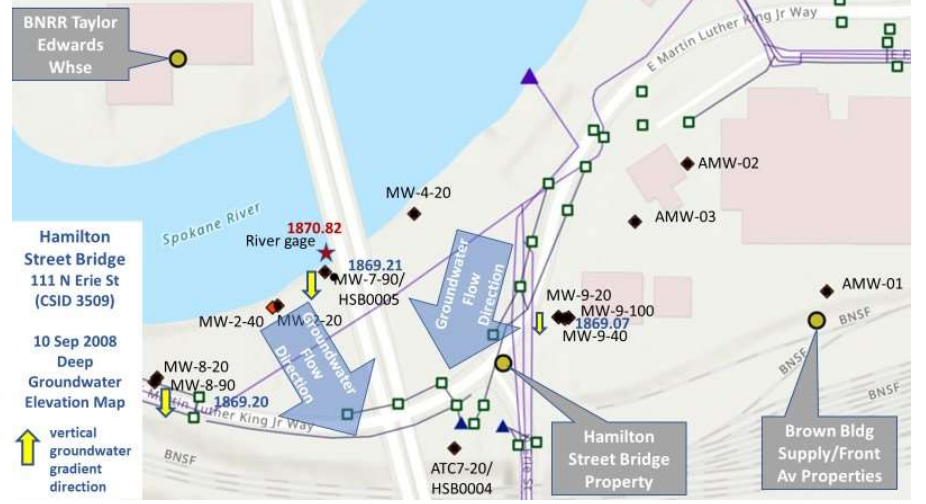 BNRR Taylor
Edwards
Whse
E Martin Luther King Jr Way
AMW-02
MW-4-20
AMW-03
Spokane River
1870.82
River gage
1869.21
MW-7-90/
HSB0005
Groundwater
Flow
Direction
AMW-01
MW-9-20
MW-9-100
1869.07
MW-9-40
BNSF
BNSF
BNSF
MW-2-40
MW-2-20
Groundwater
Flow
Direction
MW-8-20
MW-8-90
1869.20
Martin Luther King Jr Way
BNSF
Hamilton
Street Bridge
111 N Erie St
(CSID 3509)
10 Sep 2008
Deep
Groundwater
Elevation Map
vertical
groundwater
gradient
direction
ATC7-20/
HSB0004
Hamilton
Street Bridge
Property
Brown Bldg
Supply/Front
Av Properties